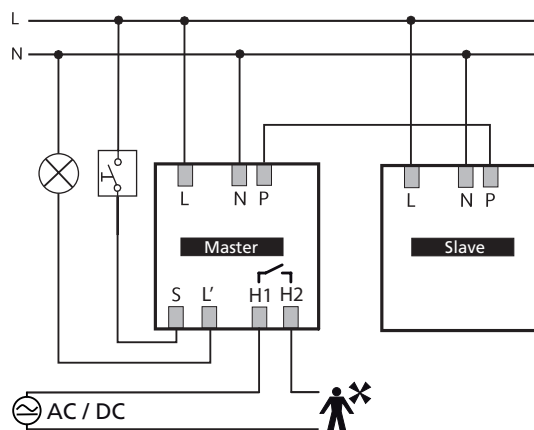 L
N
L N P L N P
Master Slave
S L' H1 H2
AC / DC